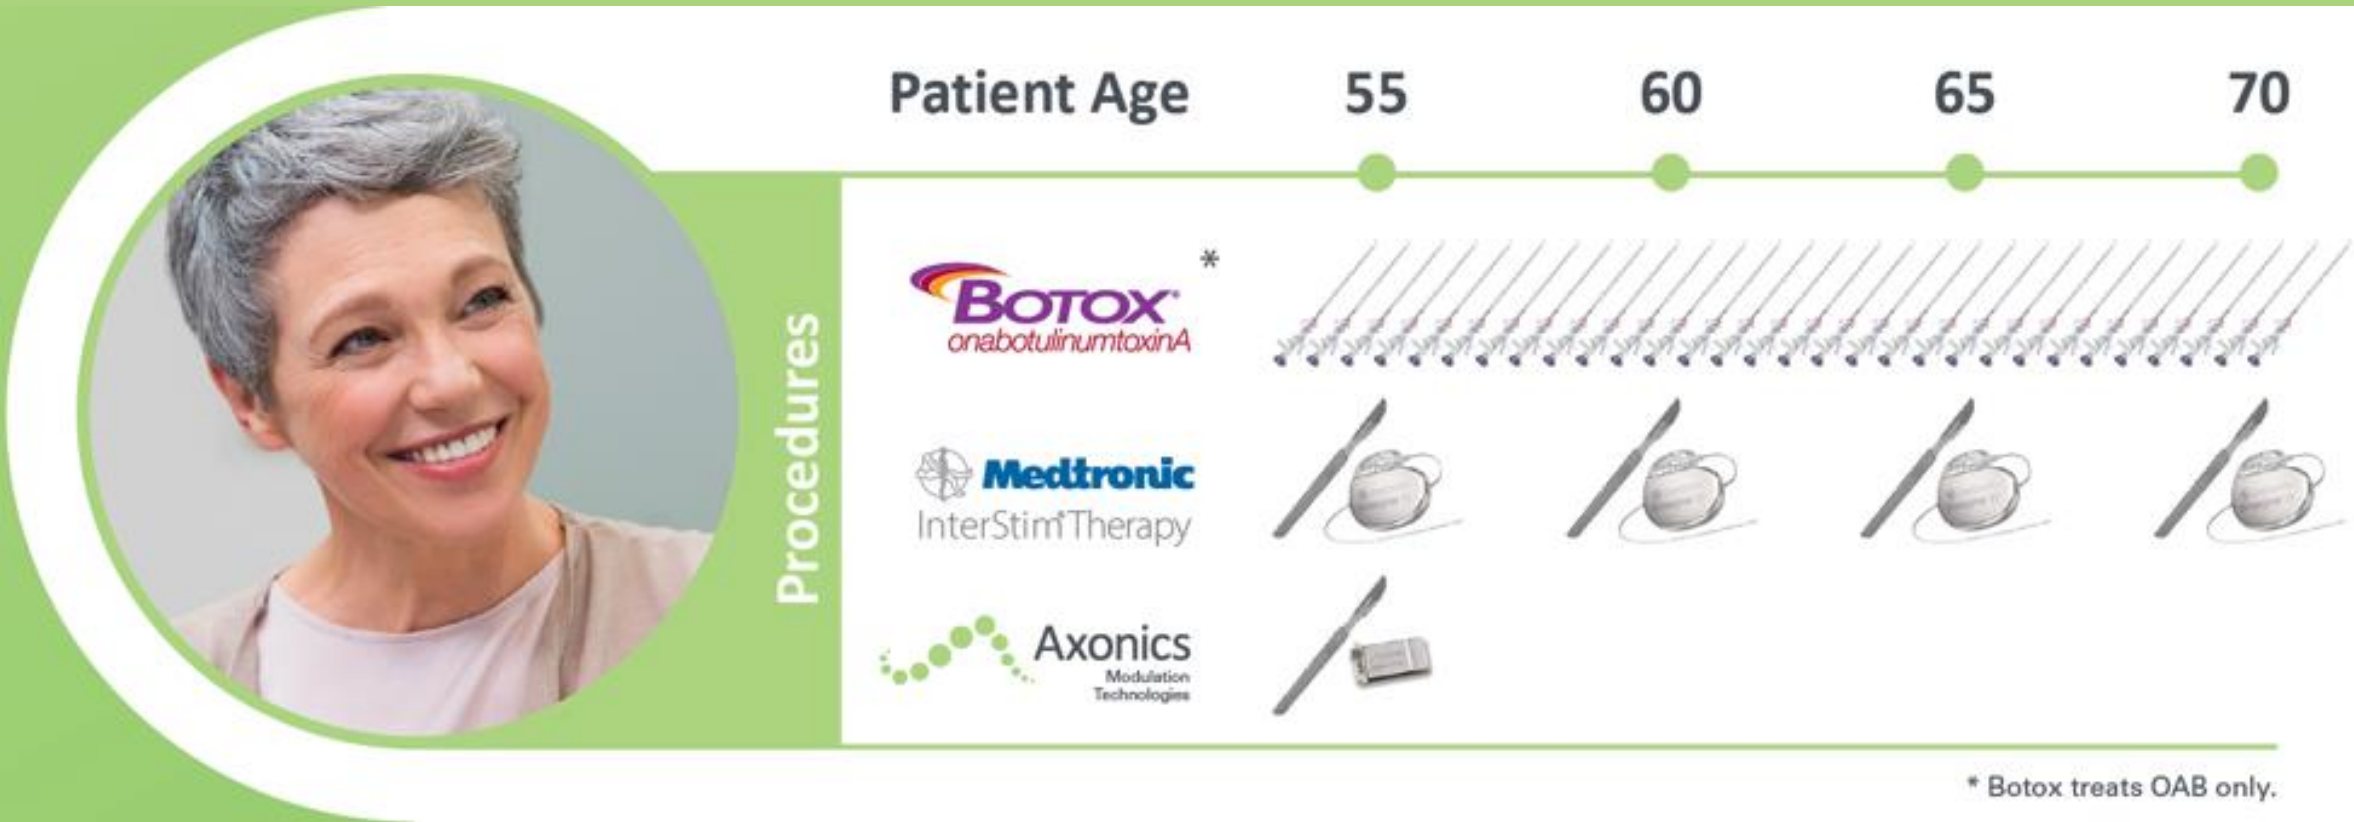 Patient Age 55 60 65 70
Procedures
BOTOX® *
onabotulinumtoxinA
Medtronic
InterStim® Therapy
Axonics
Modulation
Technologies
* Botox treats OAB only.